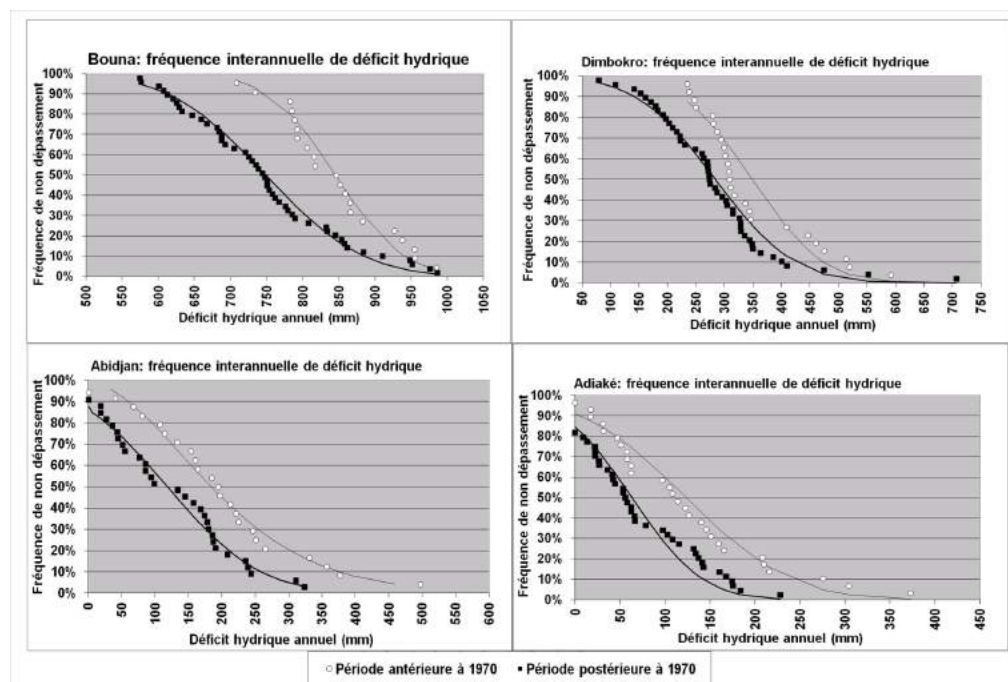 Bouna: fréquence interannuelle de déficit hydrique
Fréquence de non dépassement
100%
90%
80%
70%
60%
50%
40%
30%
20%
10%
0%
500 550 600 650 700 750 800 850 900 950 1000 1050
Déficit hydrique annuel (mm)
Dimbokro: fréquence interannuelle de déficit hydrique
Fréquence de non dépassement
100%
90%
80%
70%
60%
50%
40%
30%
20%
10%
0%
50 100 150 200 250 300 350 400 450 500 550 600 650 700 750
Déficit hydrique annuel (mm)
Abidjan: fréquence interannuelle de déficit hydrique
Fréquence de non dépassement
100%
90%
80%
70%
60%
50%
40%
30%
20%
10%
0%
0 50 100 150 200 250 300 350 400 450 500 550 600
Déficit hydrique annuel (mm)
Adiaké: fréquence interannuelle de déficit hydrique
Fréquence de non dépassement
100%
90%
80%
70%
60%
50%
40%
30%
20%
10%
0%
0 50 100 150 200 250 300 350 400 450
Déficit hydrique annuel (mm)
Période antérieure à 1970 Période postérieure à 1970